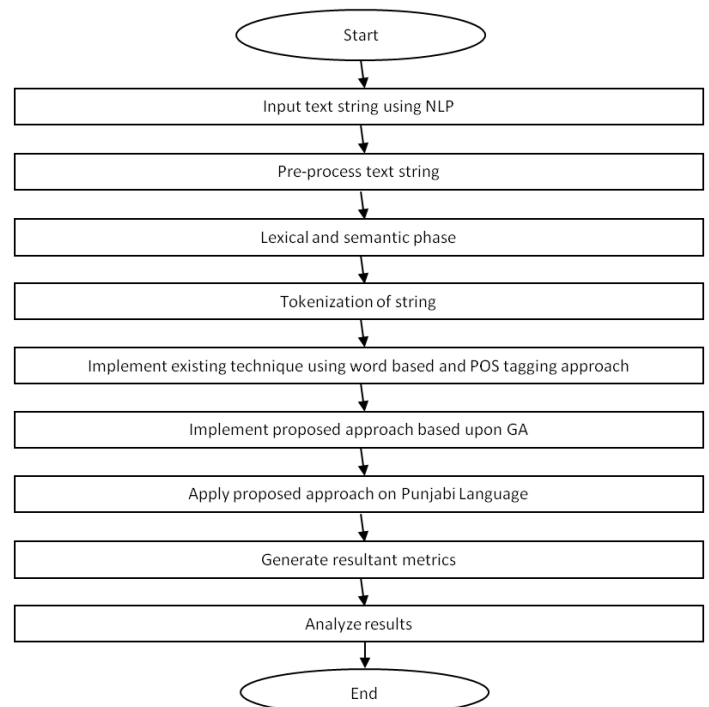 Start
Input text string using NLP
Pre-process text string
Lexical and semantic phase
Tokenization of string
Implement existing technique using word based and POS tagging approach
Implement proposed approach based upon GA
Apply proposed approach on Punjabi Language
Generate resultant metrics
Analyze results
End